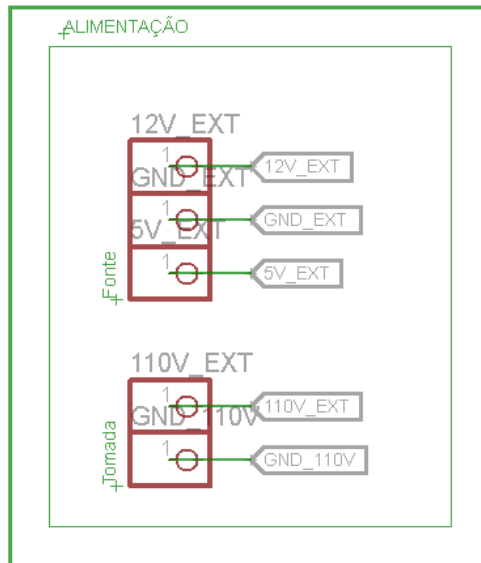 ALIMENTAÇÃO
12V_EXT
1
12V_EXT
GND_EXT
1
GND_EXT
5V_EXT
1
5V_EXT
Fonte
110V_EXT
1
110V_EXT
GND_110V
1
GND_110V
Tomada